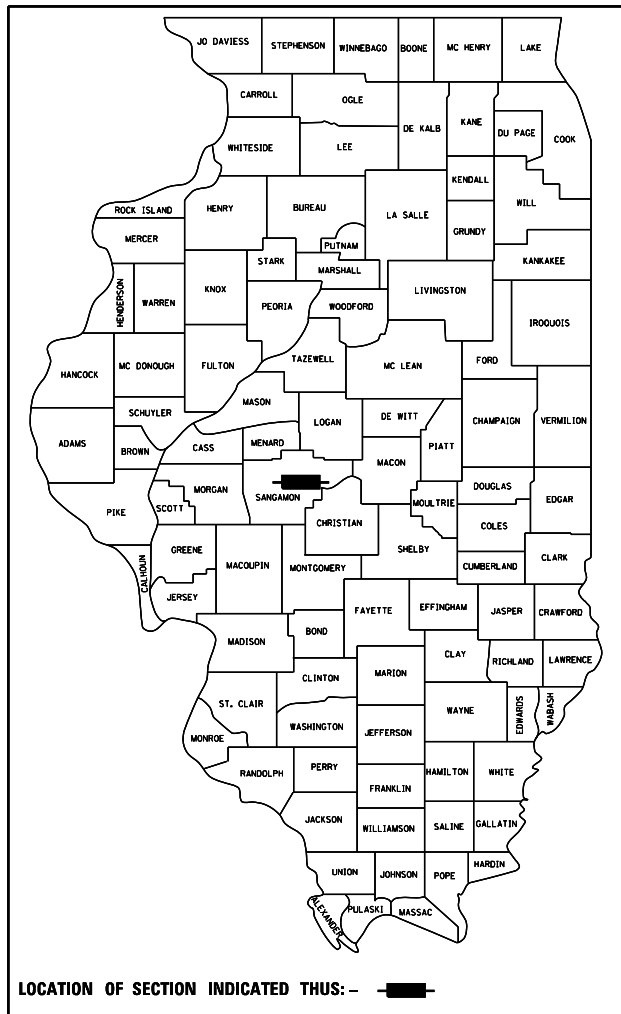 JO DAVIESS
STEPHENSON
WINNEBAGO
BOONE
MC HENRY
LAKE
CARROLL
OGLE
DE KALB
KANE
DU PAGE
COOK
WHITESIDE
LEE
KENDALL
WILL
ROCK ISLAND
HENRY
BUREAU
LA SALLE
GRUNDY
MERCER
PUTNAM
STARK
MARSHALL
KANKAKEE
HENDERSON
WARREN
KNOX
PEORIA
WOODFORD
LIVINGSTON
IROQUOIS
HANCOCK
MC DONOUGH
FULTON
TAZEWELL
MC LEAN
FORD
MASON
SCHUYLER
LOGAN
DE WITT
CHAMPAIGN
VERMILION
ADAMS
BROWN
CASS
MENARD
PIATT
MACON
MORGAN
SANGAMON
DOUGLAS
EDGAR
PIKE
SCOTT
MOULTRIE
CHRISTIAN
COLES
GREENE
MACOUPIN
MONTGOMERY
SHELBY
CUMBERLAND
CLARK
CALHOUN
JERSEY
FAYETTE
EFFINGHAM
JASPER
CRAWFORD
MADISON
BOND
CLAY
RICHLAND
LAWRENCE
CLINTON
MARION
ST. CLAIR
WAYNE
EDWARDS
WABASH
MONROE
WASHINGTON
JEFFERSON
RANDOLPH
PERRY
HAMILTON
WHITE
FRANKLIN
JACKSON
WILLIAMSON
SALINE
GALLATIN
UNION
JOHNSON
POPE
HARDIN
ALEXANDER
PULASKI
MASSAC
LOCATION OF SECTION INDICATED THUS: -